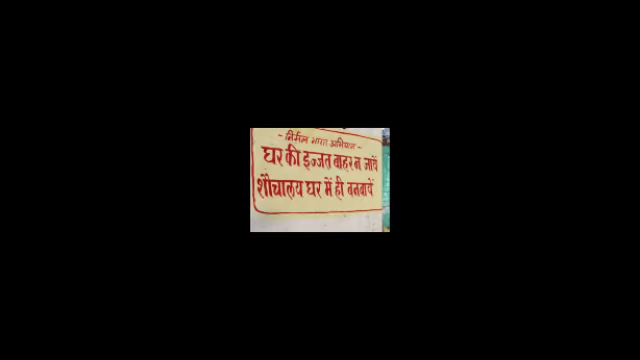 - निर्मल भारत अभियान -
घर की इज्जत बाहर न जायें
शौचालय घर में ही बनवायें